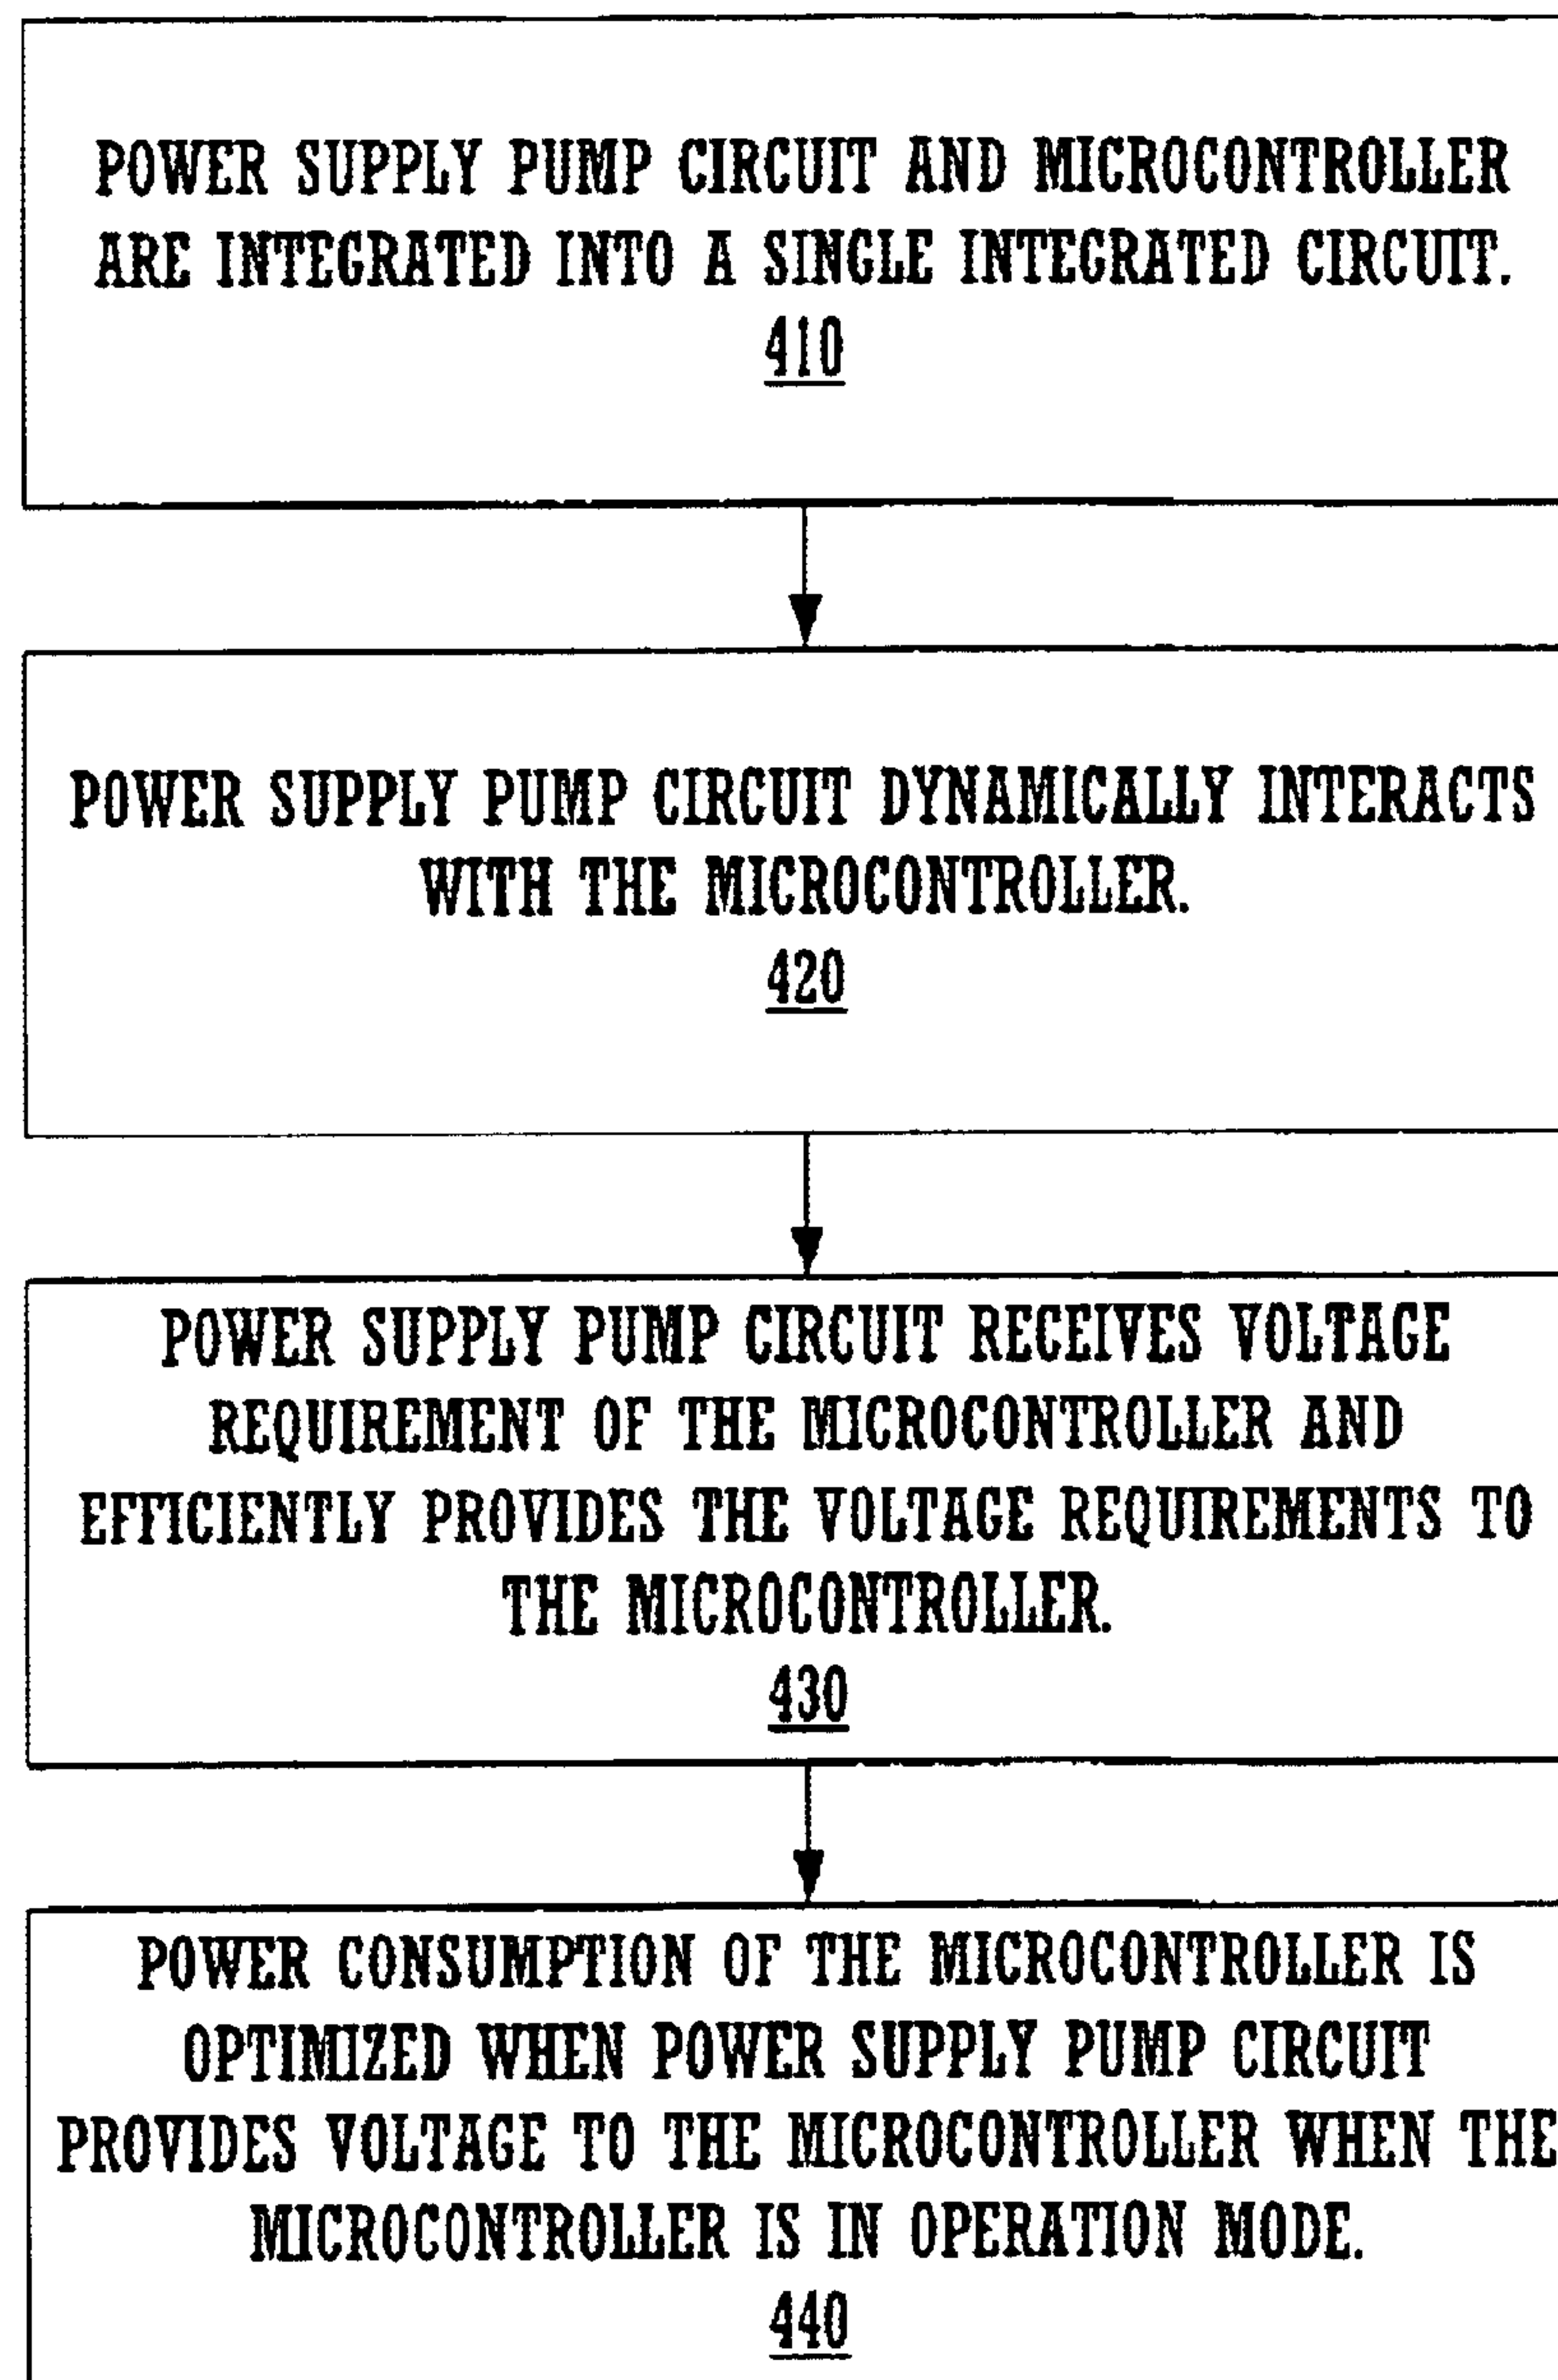 POWER SUPPLY PUMP CIRCUIT AND MICROCONTROLLER
ARE INTEGRATED INTO A SINGLE INTEGRATED CIRCUIT.
410
POWER SUPPLY PUMP CIRCUIT DYNAMICALLY INTERACTS
WITH THE MICROCONTROLLER.
420
POWER SUPPLY PUMP CIRCUIT RECEIVES VOLTAGE
REQUIREMENT OF THE MICROCONTROLLER AND
EFFICIENTLY PROVIDES THE VOLTAGE REQUIREMENTS TO
THE MICROCONTROLLER.
430
POWER CONSUMPTION OF THE MICROCONTROLLER IS
OPTIMIZED WHEN POWER SUPPLY PUMP CIRCUIT
PROVIDES VOLTAGE TO THE MICROCONTROLLER WHEN THE
MICROCONTROLLER IS IN OPERATION MODE.
440